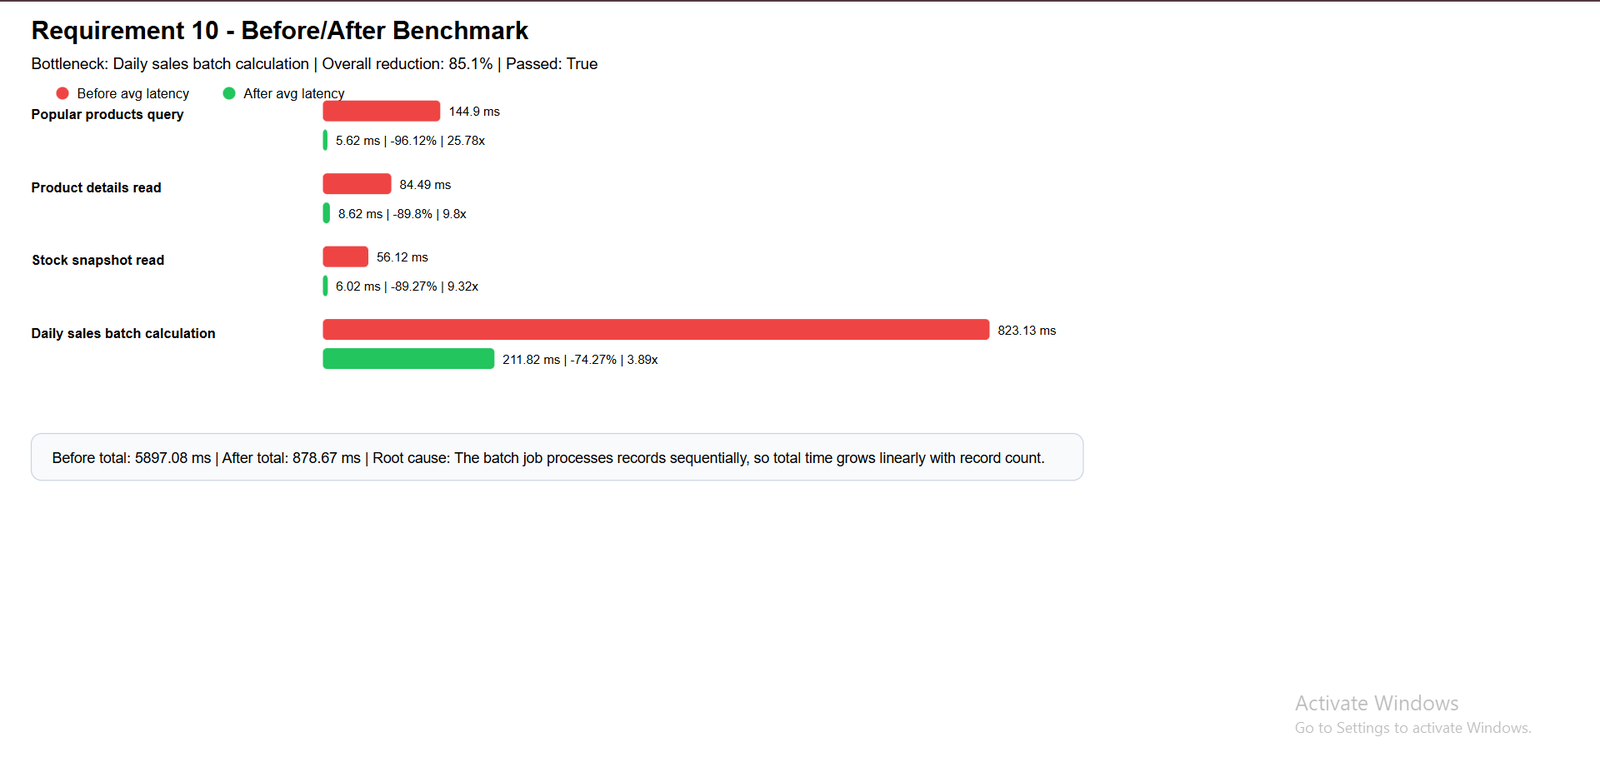 Requirement 10 - Before/After Benchmark
Bottleneck: Daily sales batch calculation | Overall reduction: 85.1% | Passed: True
Before avg latency After avg latency
Popular products query 144.9 ms
5.62 ms | -96.12% | 25.78x
Product details read 84.49 ms
8.62 ms | -89.8% | 9.8x
Stock snapshot read 56.12 ms
6.02 ms | -89.27% | 9.32x
Daily sales batch calculation 823.13 ms
211.82 ms | -74.27% | 3.89x
Before total: 5897.08 ms | After total: 878.67 ms | Root cause: The batch job processes records sequentially, so total time grows linearly with record count.
Activate Windows
Go to Settings to activate Windows.